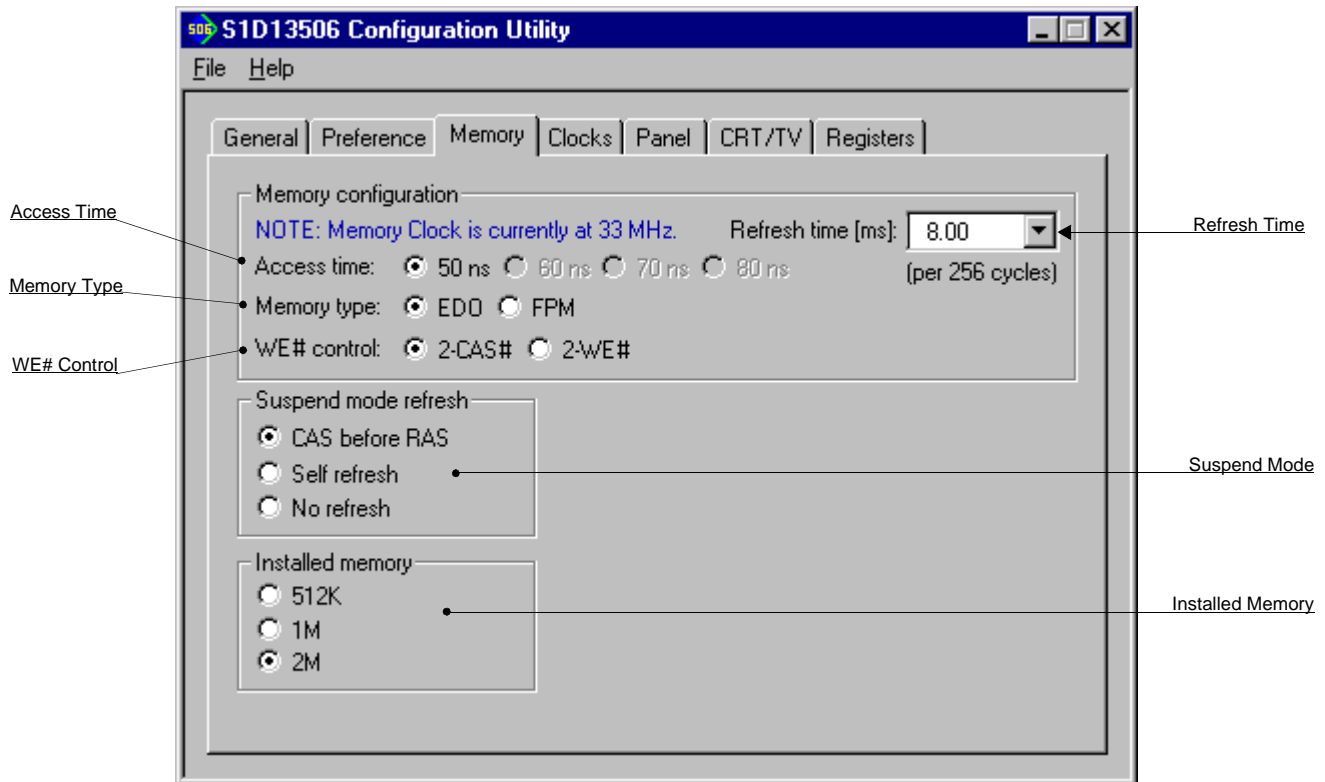 506 S1D13506 Configuration Utility
File Help
General Preference Memory Clocks Panel CRT/TV Registers
Memory configuration
Access Time
NOTE: Memory Clock is currently at 33 MHz. Refresh time [ms]: 8.00
Refresh Time
Access time: 50 ns 60 ns 70 ns 80 ns
(per 256 cycles)
Memory Type
Memory type: EDO FPM
WE# Control
WE# control: 2-CAS# 2-WE#
Suspend mode refresh
CAS before RAS
Self refresh
No refresh
Suspend Mode
Installed memory
512K
1M
2M
Installed Memory